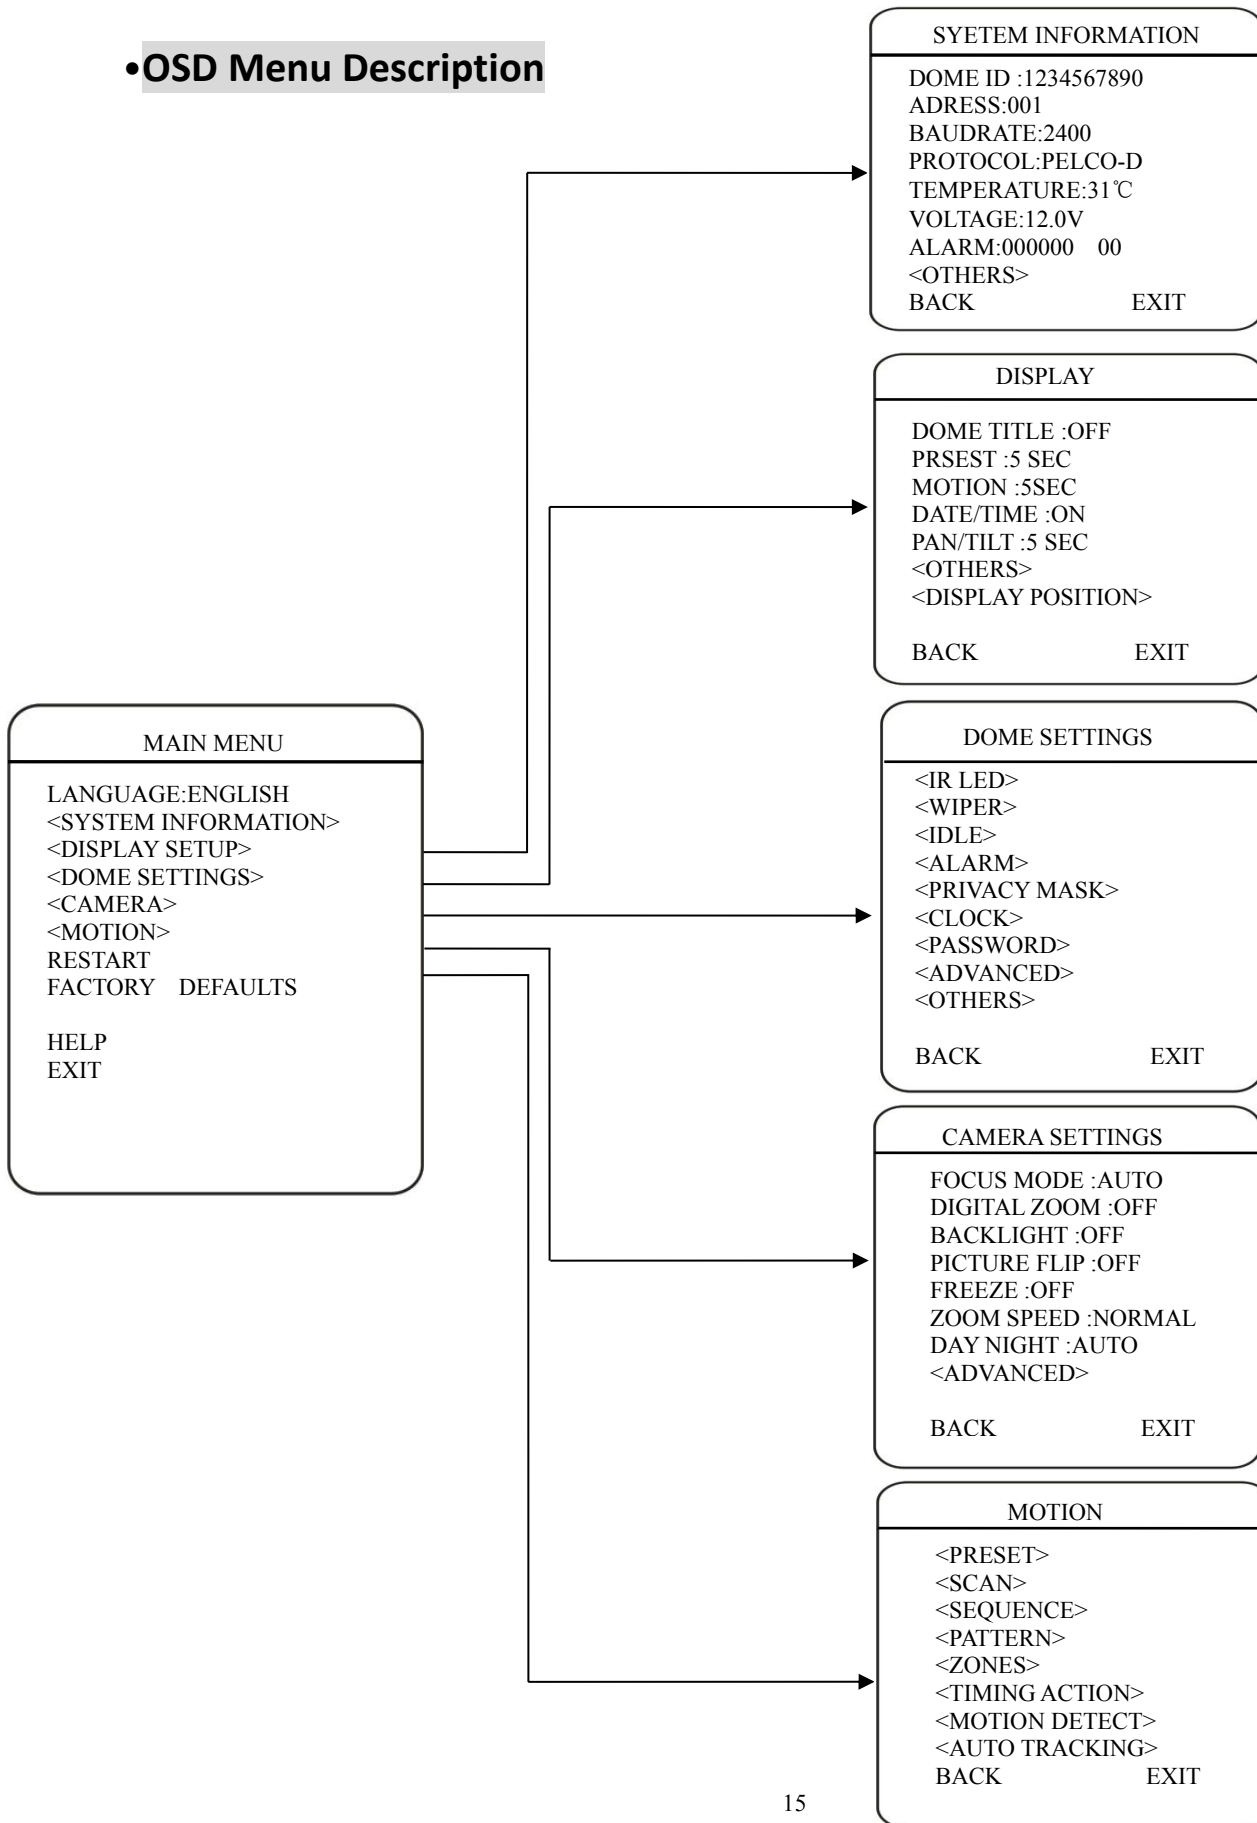 •OSD Menu Description
MAIN MENU
LANGUAGE:ENGLISH
<SYSTEM INFORMATION>
<DISPLAY SETUP>
<DOME SETTINGS>
<CAMERA>
<MOTION>
RESTART
FACTORY DEFAULTS
HELP
EXIT
SYETEM INFORMATION
DOME ID :1234567890
ADRESS:001
BAUDRATE:2400
PROTOCOL:PELCO-D
TEMPERATURE:31℃
VOLTAGE:12.0V
ALARM:000000 00
<OTHERS>
BACK EXIT
DISPLAY
DOME TITLE :OFF
PRSEST :5 SEC
MOTION :5SEC
DATE/TIME :ON
PAN/TILT :5 SEC
<OTHERS>
<DISPLAY POSITION>
BACK EXIT
DOME SETTINGS
<IR LED>
<WIPER>
<IDLE>
<ALARM>
<PRIVACY MASK>
<CLOCK>
<PASSWORD>
<ADVANCED>
<OTHERS>
BACK EXIT
CAMERA SETTINGS
FOCUS MODE :AUTO
DIGITAL ZOOM :OFF
BACKLIGHT :OFF
PICTURE FLIP :OFF
FREEZE :OFF
ZOOM SPEED :NORMAL
DAY NIGHT :AUTO
<ADVANCED>
BACK EXIT
MOTION
<PRESET>
<SCAN>
<SEQUENCE>
<PATTERN>
<ZONES>
<TIMING ACTION>
<MOTION DETECT>
<AUTO TRACKING>
BACK EXIT
15